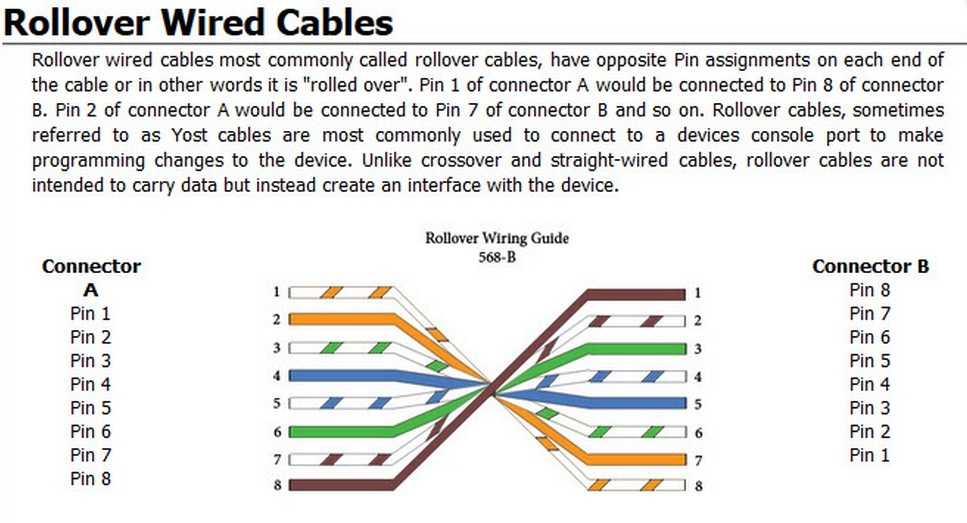 Rollover Wired Cables
Rollover wired cables most commonly called rollover cables, have opposite Pin assignments on each end of
the cable or in other words it is "rolled over". Pin 1 of connector A would be connected to Pin 8 of connector
B. Pin 2 of connector A would be connected to Pin 7 of connector B and so on. Rollover cables, sometimes
referred to as Yost cables are most commonly used to connect to a devices console port to make
programming changes to the device. Unlike crossover and straight-wired cables, rollover cables are not
intended to carry data but instead create an interface with the device.
Connector
A
Pin 1
Pin 2
Pin 3
Pin 4
Pin 5
Pin 6
Pin 7
Pin 8
Rollover Wiring Guide
568-B
1
2
3
4
5
6
7
8
1
2
3
4
5
6
7
8
Connector B
Pin 8
Pin 7
Pin 6
Pin 5
Pin 4
Pin 3
Pin 2
Pin 1